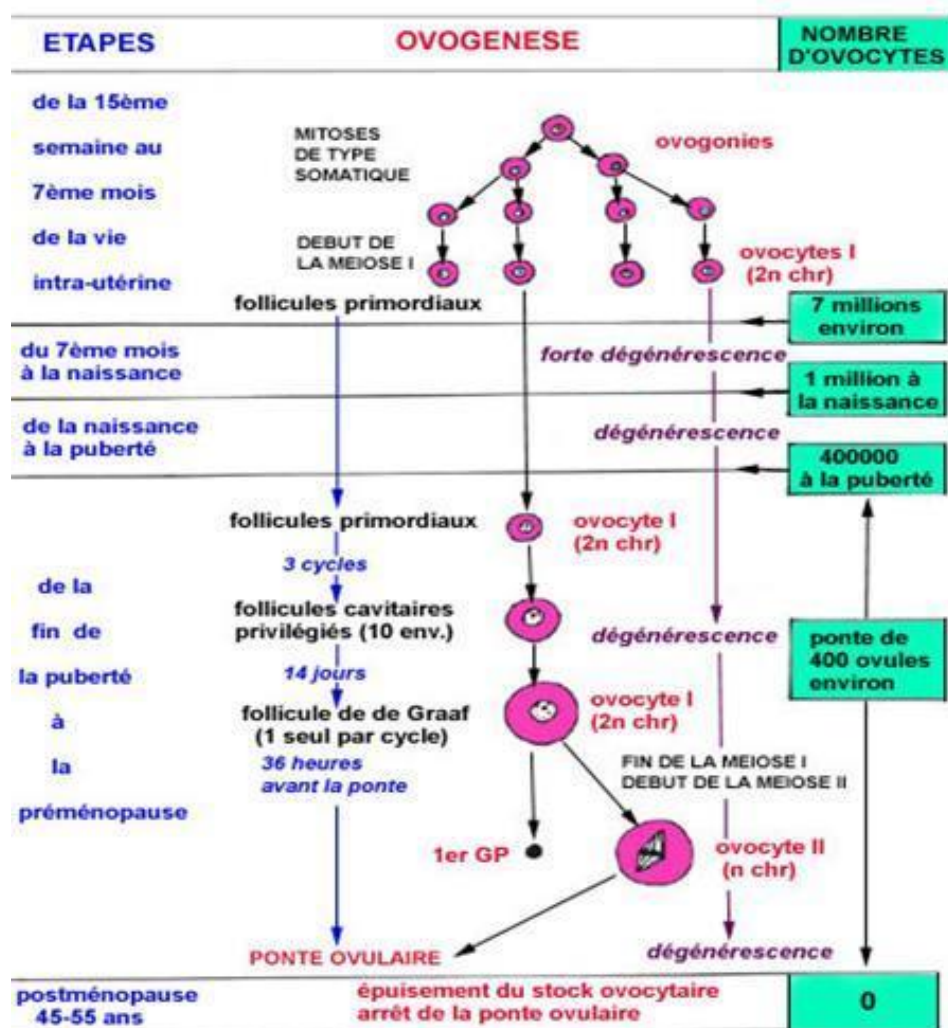 ETAPES
OVOGENESE
NOMBRE
D'OVOCYTES
de la 15ème
semaine au
7ème mois
de la vie
intra-utérine
MITOSES
DE TYPE
SOMATIQUE
ovogonies
DEBUT DE
LA MEIOSE I
ovocytes I
(2n chr)
follicules primordiaux
7 millions
environ
du 7ème mois
à la naissance
forte dégénérescence
1 million à
la naissance
de la naissance
à la puberté
dégénérescence
400000
à la puberté
follicules primordiaux
ovocyte I
(2n chr)
3 cycles
de la
fin de
la puberté
à
la
préménopause
follicules cavitaires
privilégiés (10 env.)
dégénérescence
ponte de
400 ovules
environ
14 jours
follicule de de Graaf
(1 seul par cycle)
ovocyte I
(2n chr)
36 heures
avant la ponte
FIN DE LA MEIOSE I
DEBUT DE LA MEIOSE II
1er GP
ovocyte II
(n chr)
PONTE OVULAIRE
dégénérescence
postménopause
45-55 ans
épuisement du stock ovocytaire
arrêt de la ponte ovulaire
0